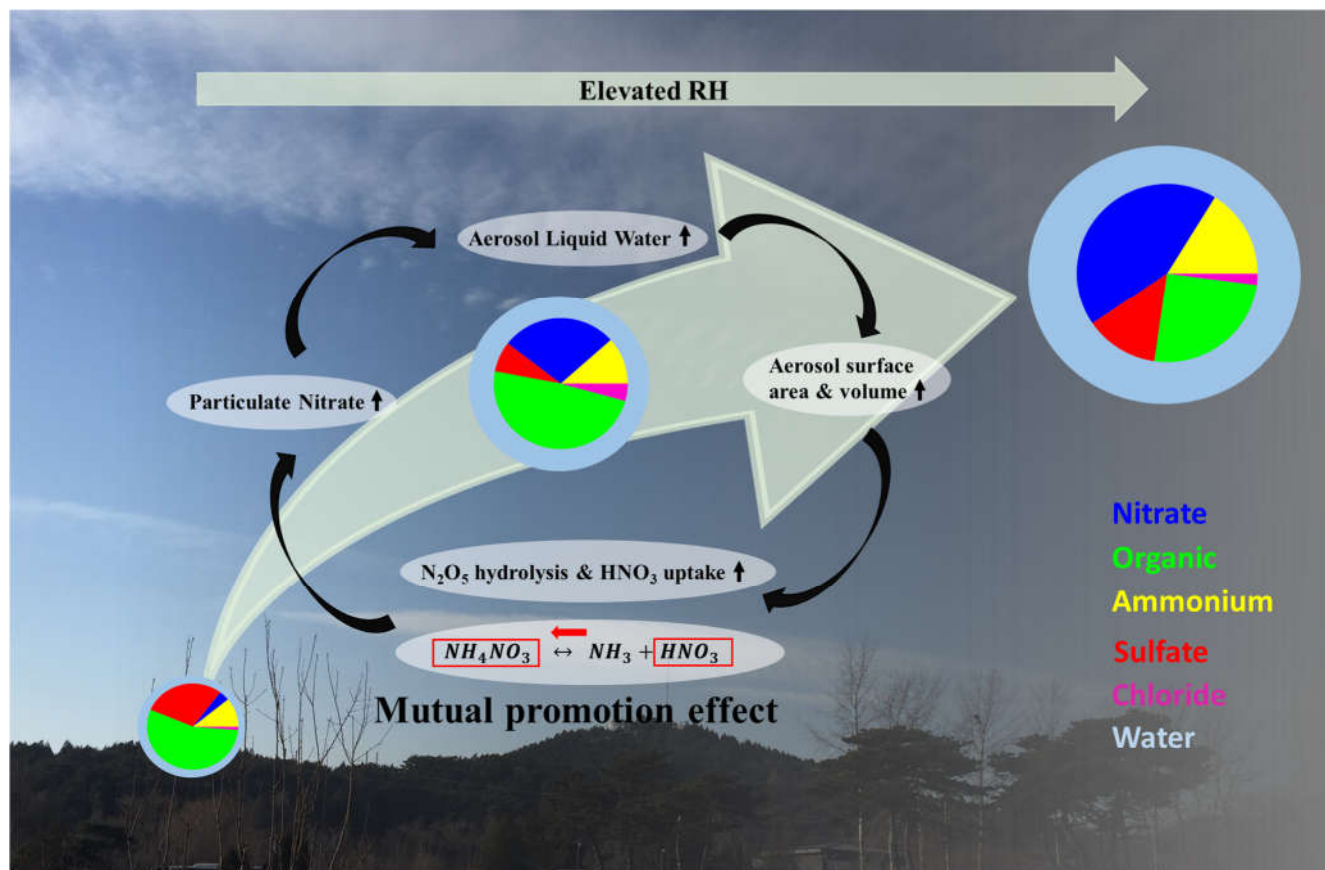 Elevated RH
Aerosol Liquid Water ↑
Aerosol surface
area & volume ↑
Particulate Nitrate ↑
N₂O₅ hydrolysis & HNO₃ uptake ↑
NH₄NO₃ ↔ NH₃ + HNO₃
Mutual promotion effect
Nitrate
Organic
Ammonium
Sulfate
Chloride
Water